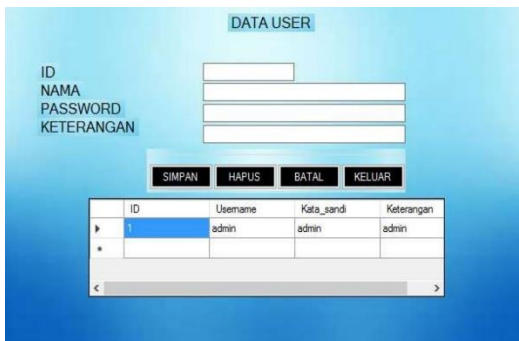 DATA USER
ID
NAMA
PASSWORD
KETERANGAN
SIMPAN HAPUS BATAL KELUAR
ID Username Kata_sandi Keterangan
1 admin admin admin